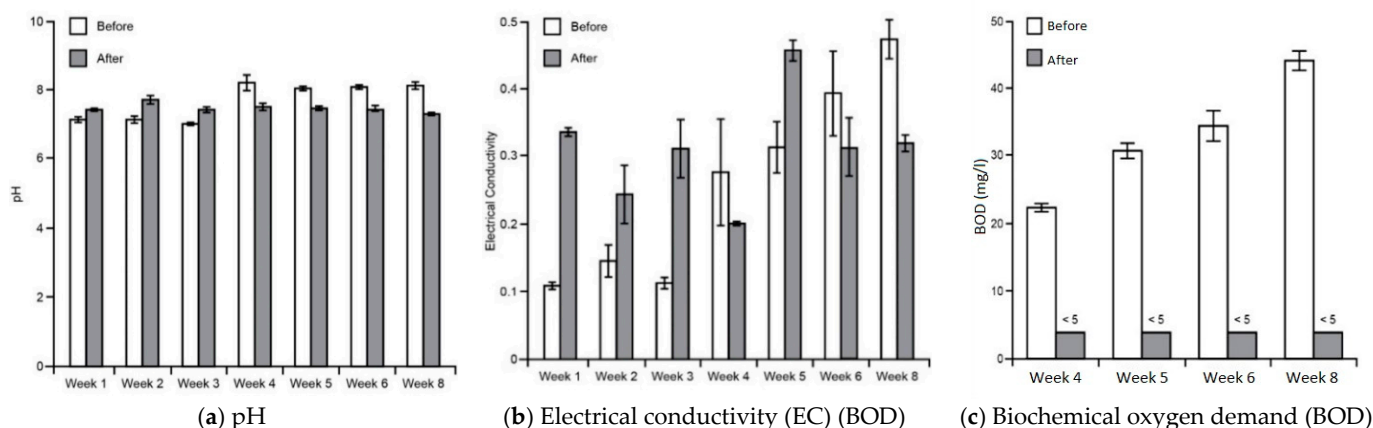 10
8
6
4
2
0
pH
Before
After
Week 1 Week 2 Week 3 Week 4 Week 5 Week 6 Week 8
(a) pH
0.5
0.4
0.3
0.2
0.1
0
Electrical Conductivity
Before
After
Week 1 Week 2 Week 3 Week 4 Week 5 Week 6 Week 8
(b) Electrical conductivity (EC) (BOD)
50
40
30
20
10
0
BOD (mg/l)
Before
After
< 5 < 5 < 5 < 5
Week 4 Week 5 Week 6 Week 8
(c) Biochemical oxygen demand (BOD)